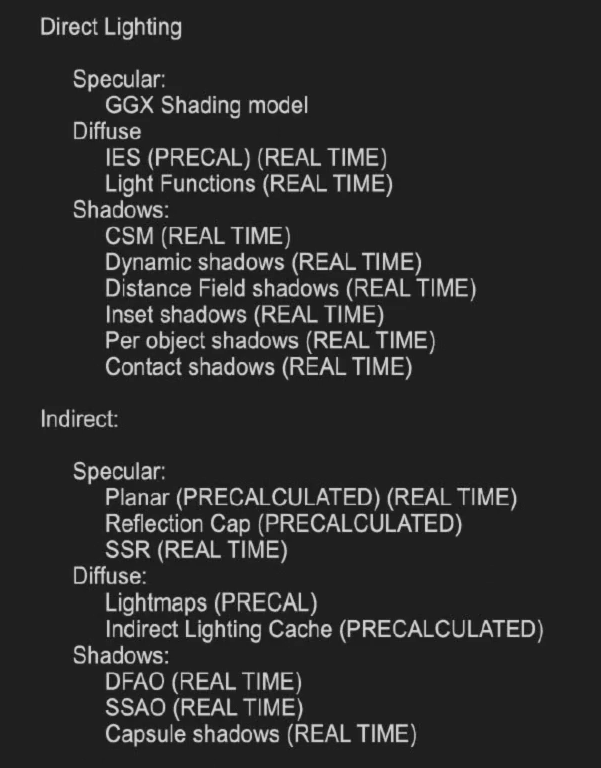 Direct Lighting
Specular:
GGX Shading model
Diffuse
IES (PRECAL) (REAL TIME)
Light Functions (REAL TIME)
Shadows:
CSM (REAL TIME)
Dynamic shadows (REAL TIME)
Distance Field shadows (REAL TIME)
Inset shadows (REAL TIME)
Per object shadows (REAL TIME)
Contact shadows (REAL TIME)
Indirect:
Specular:
Planar (PRECALCULATED) (REAL TIME)
Reflection Cap (PRECALCULATED)
SSR (REAL TIME)
Diffuse:
Lightmaps (PRECAL)
Indirect Lighting Cache (PRECALCULATED)
Shadows:
DFAO (REAL TIME)
SSAO (REAL TIME)
Capsule shadows (REAL TIME)